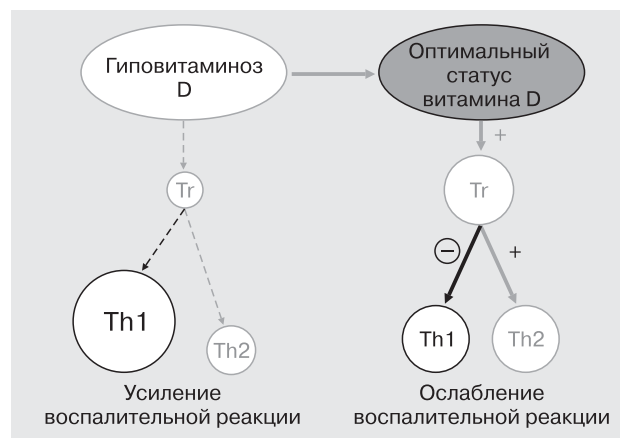 Гиповитаминоз
D
Оптимальный
статус
витамина D
+
Tr
Tr
−
+
Th1
Th2
Th1
Th2
Усиление
воспалительной реакции
Ослабление
воспалительной реакции